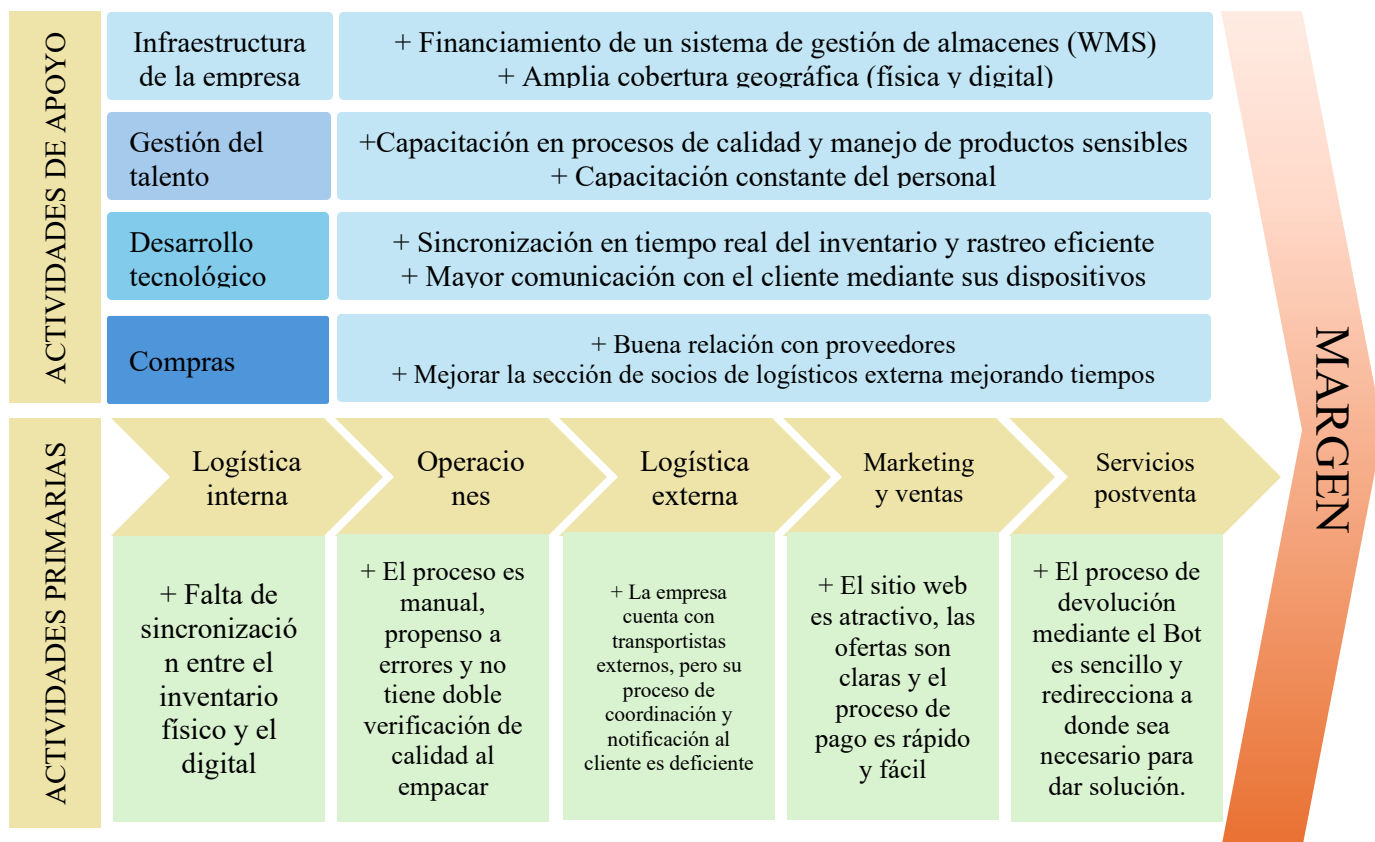 ACTIVIDADES DE APOYO
Infraestructura
de la empresa
+ Financiamiento de un sistema de gestión de almacenes (WMS)
+ Amplia cobertura geográfica (física y digital)
Gestión del
talento
+Capacitación en procesos de calidad y manejo de productos sensibles
+ Capacitación constante del personal
Desarrollo
tecnológico
+ Sincronización en tiempo real del inventario y rastreo eficiente
+ Mayor comunicación con el cliente mediante sus dispositivos
Compras
+ Buena relación con proveedores
+ Mejorar la sección de socios de logísticos externa mejorando tiempos
ACTIVIDADES PRIMARIAS
Logística
interna
+ Falta de
sincronizació
n entre el
inventario
físico y el
digital
Operacio
nes
+ El proceso es
manual,
propenso a
errores y no
tiene doble
verificación de
calidad al
empacar
Logística
externa
+ La empresa
cuenta con
transportistas
externos, pero su
proceso de
coordinación y
notificación al
cliente es deficiente
Marketing
y ventas
+ El sitio web
es atractivo, las
ofertas son
claras y el
proceso de
pago es rápido
y fácil
Servicios
postventa
+ El proceso de
devolución
mediante el Bot
es sencillo y
redirecciona a
donde sea
necesario para
dar solución.
MARGEN